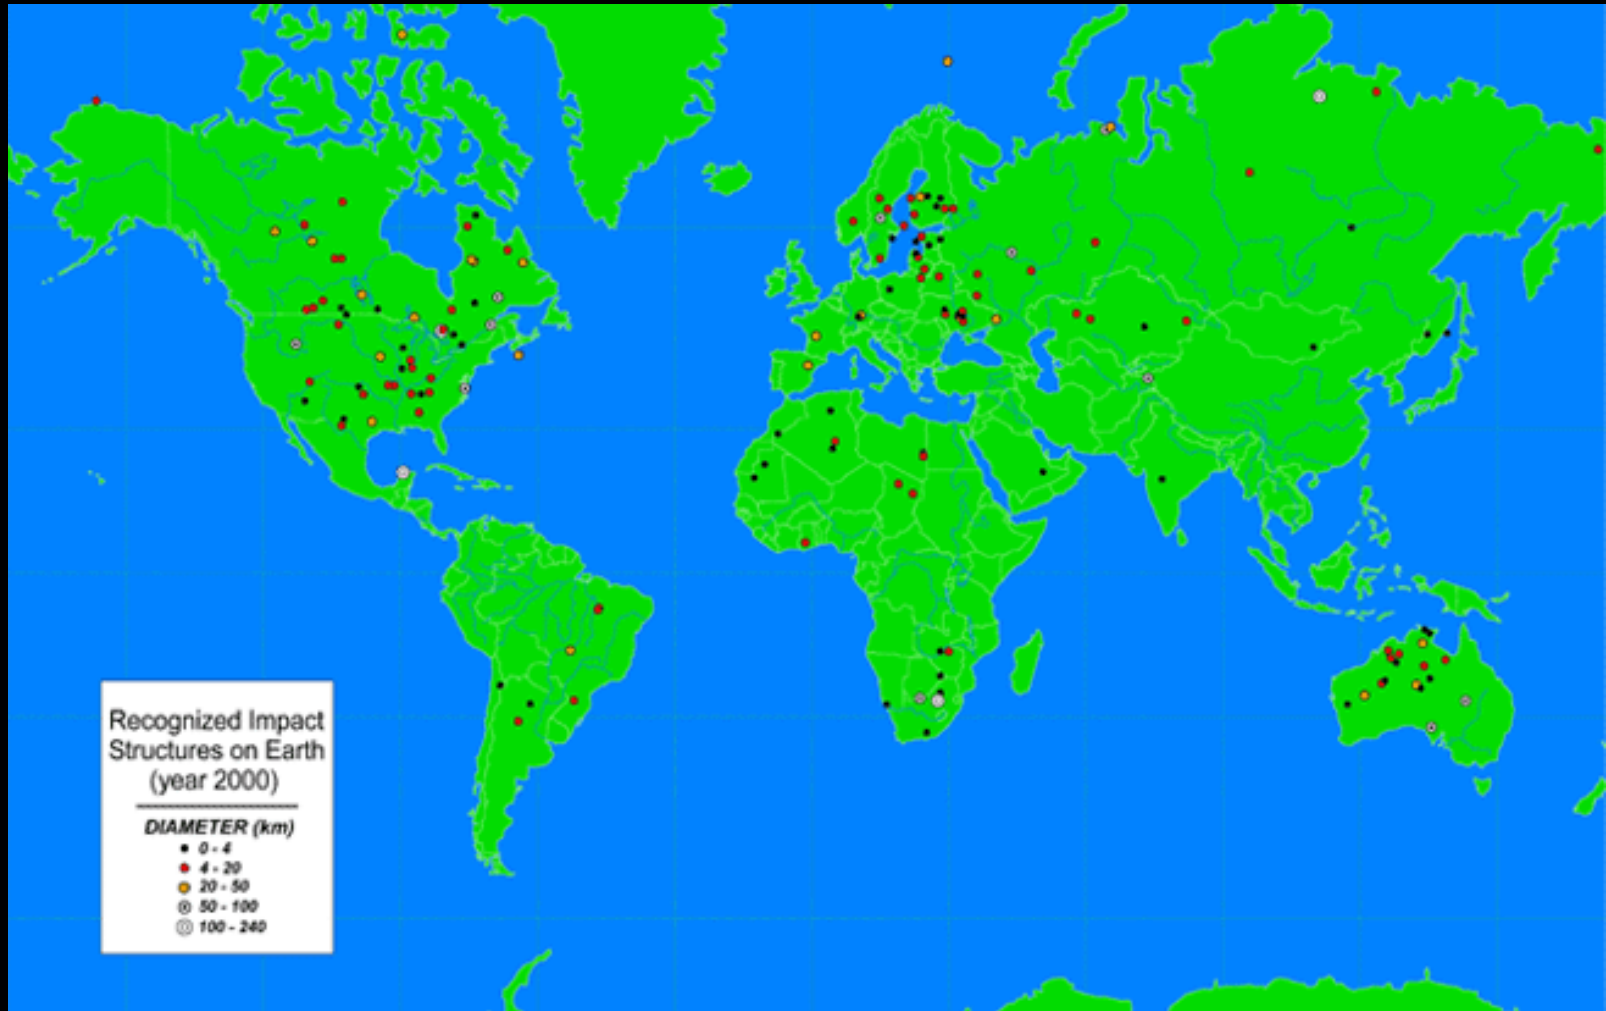 Recognized Impact
Structures on Earth
(year 2000)
DIAMETER (km)
0 - 4
4 - 20
20 - 50
50 - 100
100 - 240